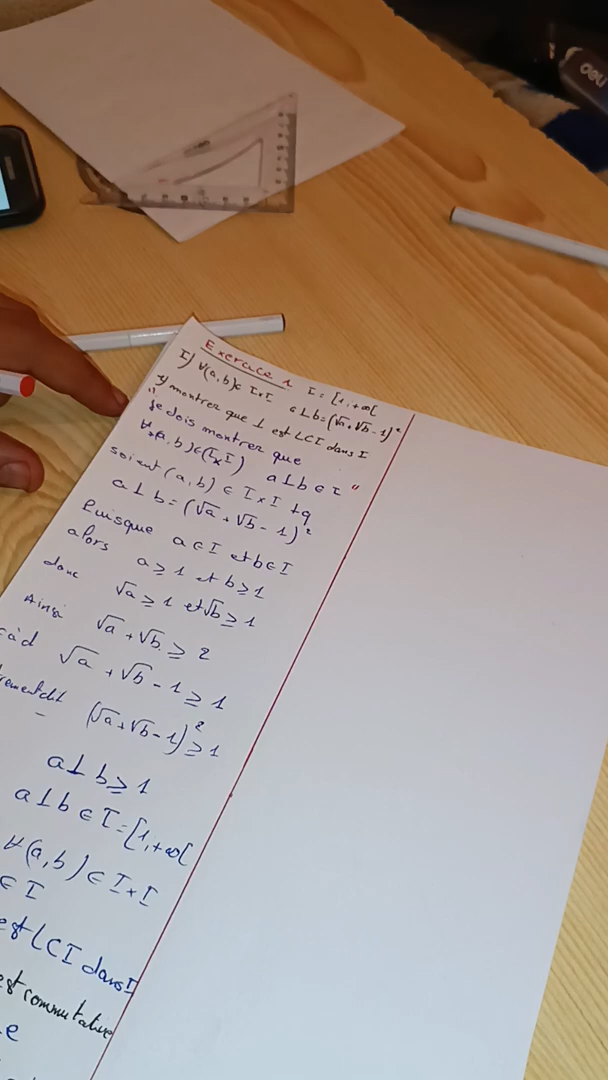 Exercice 1 I = [1, +∞[
I) ∀(a,b)∈ I×I a⊥b=(√a+√b-1)²
1) montrer que ⊥ est LCI dans I
" je dois montrer que
∀(a,b)∈(I×I) a⊥b∈I "
soient (a,b) ∈ I×I tq
a⊥b = (√a+√b-1)²
Puisque a∈I et b∈I
alors a≥1 et b≥1
donc √a≥1 et √b≥1
Ainsi √a+√b≥2
càd √a+√b-1≥1
(√a+√b-1)²≥1
a⊥b≥1
a⊥b∈I=[1,+∞[
∀(a,b)∈I×I
∈I
est LCI dans I
est commutative
deli